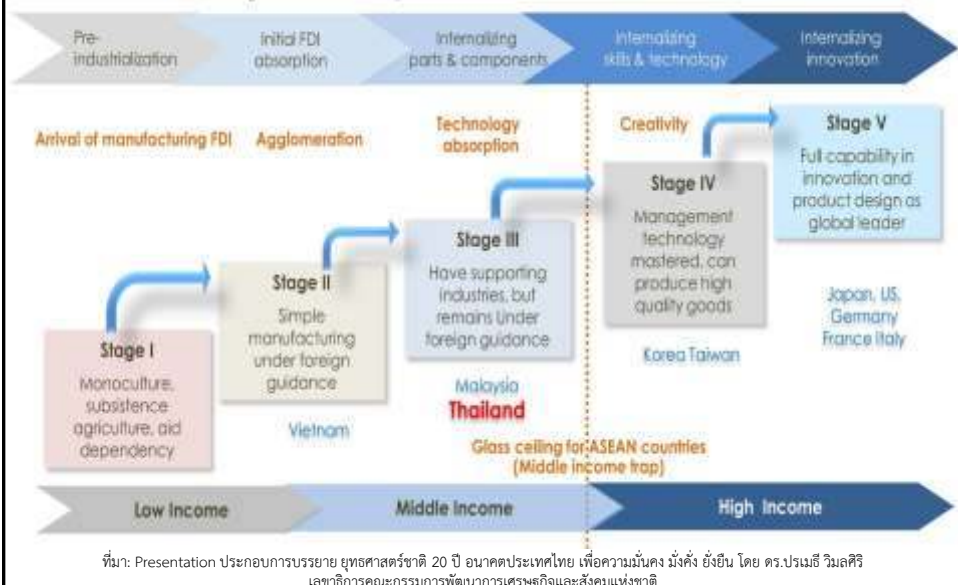 Pre-
industrialization
Initial FDI
absorption
Internalizing
parts & components
Internalizing
skills & technology
Internalizing
innovation
Arrival of manufacturing FDI
Agglomeration
Technology
absorption
Creativity
Stage V
Full capability in
innovation and
product design as
global leader
Stage IV
Management
technology
mastered, can
produce high
quality goods
Stage III
Have supporting
industries, but
remains Under
foreign guidance
Stage II
Simple
manufacturing
under foreign
guidance
Stage I
Monoculture,
subsistence
agriculture, aid
dependency
Japan, US,
Germany
France Italy
Korea Taiwan
Malaysia
Thailand
Vietnam
Glass ceiling for ASEAN countries
(Middle income trap)
Low Income
Middle Income
High Income
ที่มา: Presentation ประกอบการบรรยาย ยุทธศาสตร์ชาติ 20 ปี อนาคตประเทศไทย เพื่อความมั่นคง มั่งคั่ง ยั่งยืน โดย ดร.ปรเมธี วิมลศิริ
เลขาธิการคณะกรรมการพัฒนาการเศรษฐกิจและสังคมแห่งชาติ